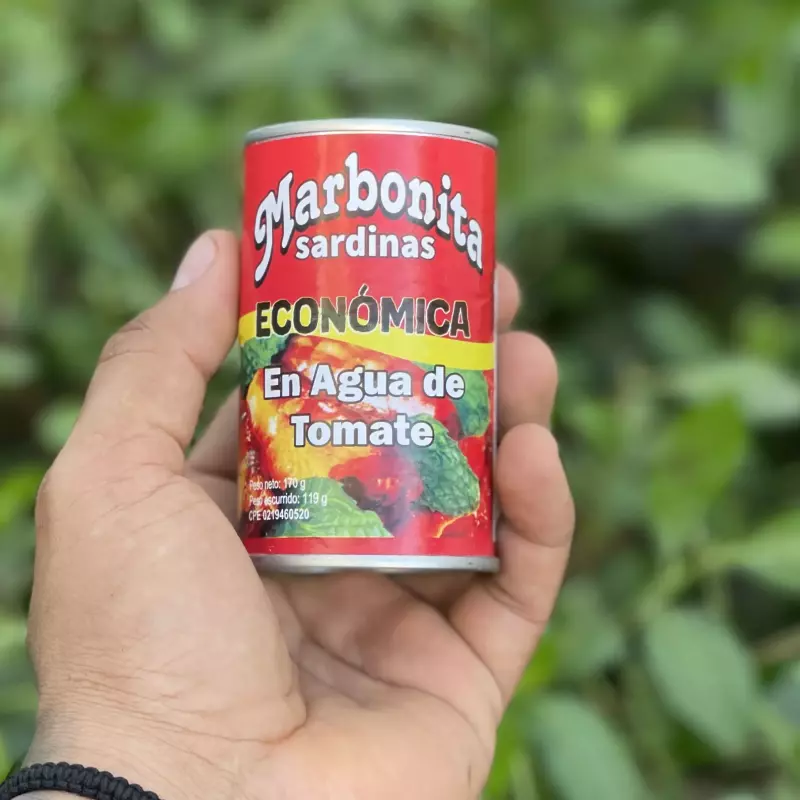 Marbonita
sardinas
ECONÓMICA
En Agua de
Tomate
Peso neto: 170 g
Peso escurrido: 119 g
CPE 0219460520